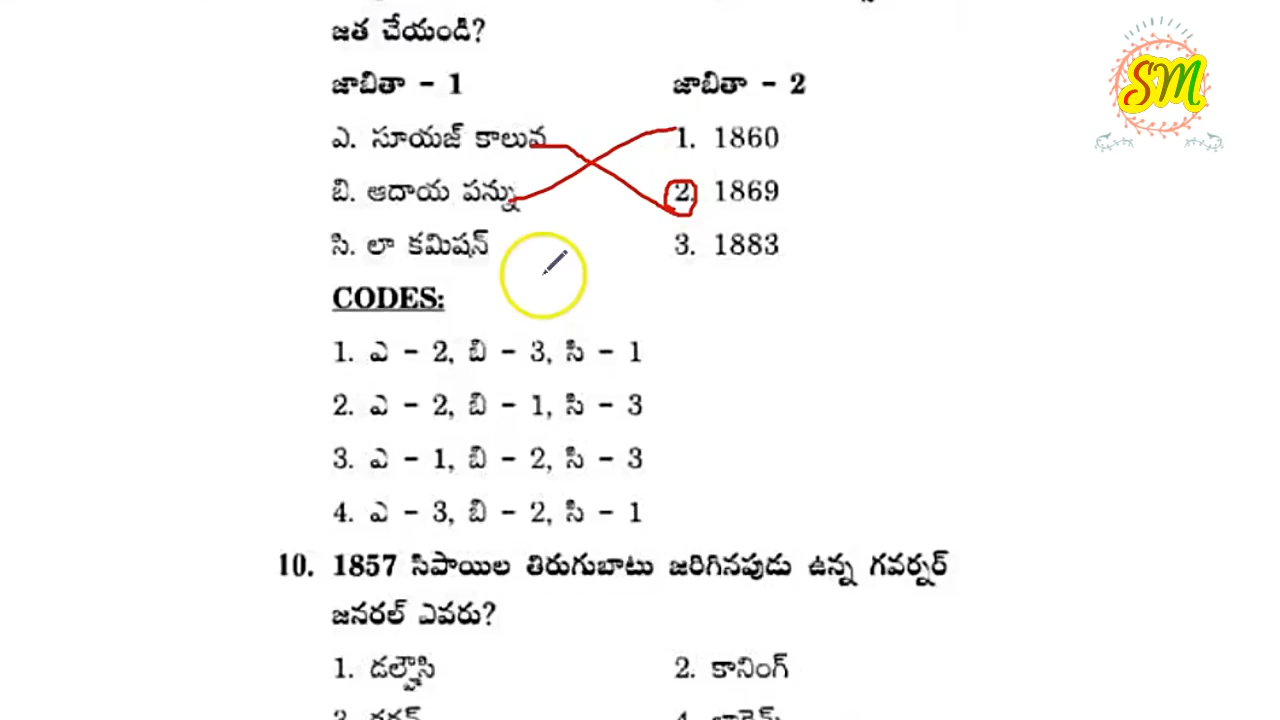 జత చేయండి?
జాబితా - 1 జాబితా - 2
ఎ. సూయజ్ కాలువ 1. 1860
బి. ఆదాయ పన్ను 2. 1869
సి. లా కమిషన్ 3. 1883
CODES:
1. ఎ - 2, బి - 3, సి - 1
2. ఎ - 2, బి - 1, సి - 3
3. ఎ - 1, బి - 2, సి - 3
4. ఎ - 3, బి - 2, సి - 1
10. 1857 సిపాయిల తిరుగుబాటు జరిగినపుడు ఉన్న గవర్నర్
జనరల్ ఎవరు?
1. డల్హౌసి 2. కానింగ్
SM